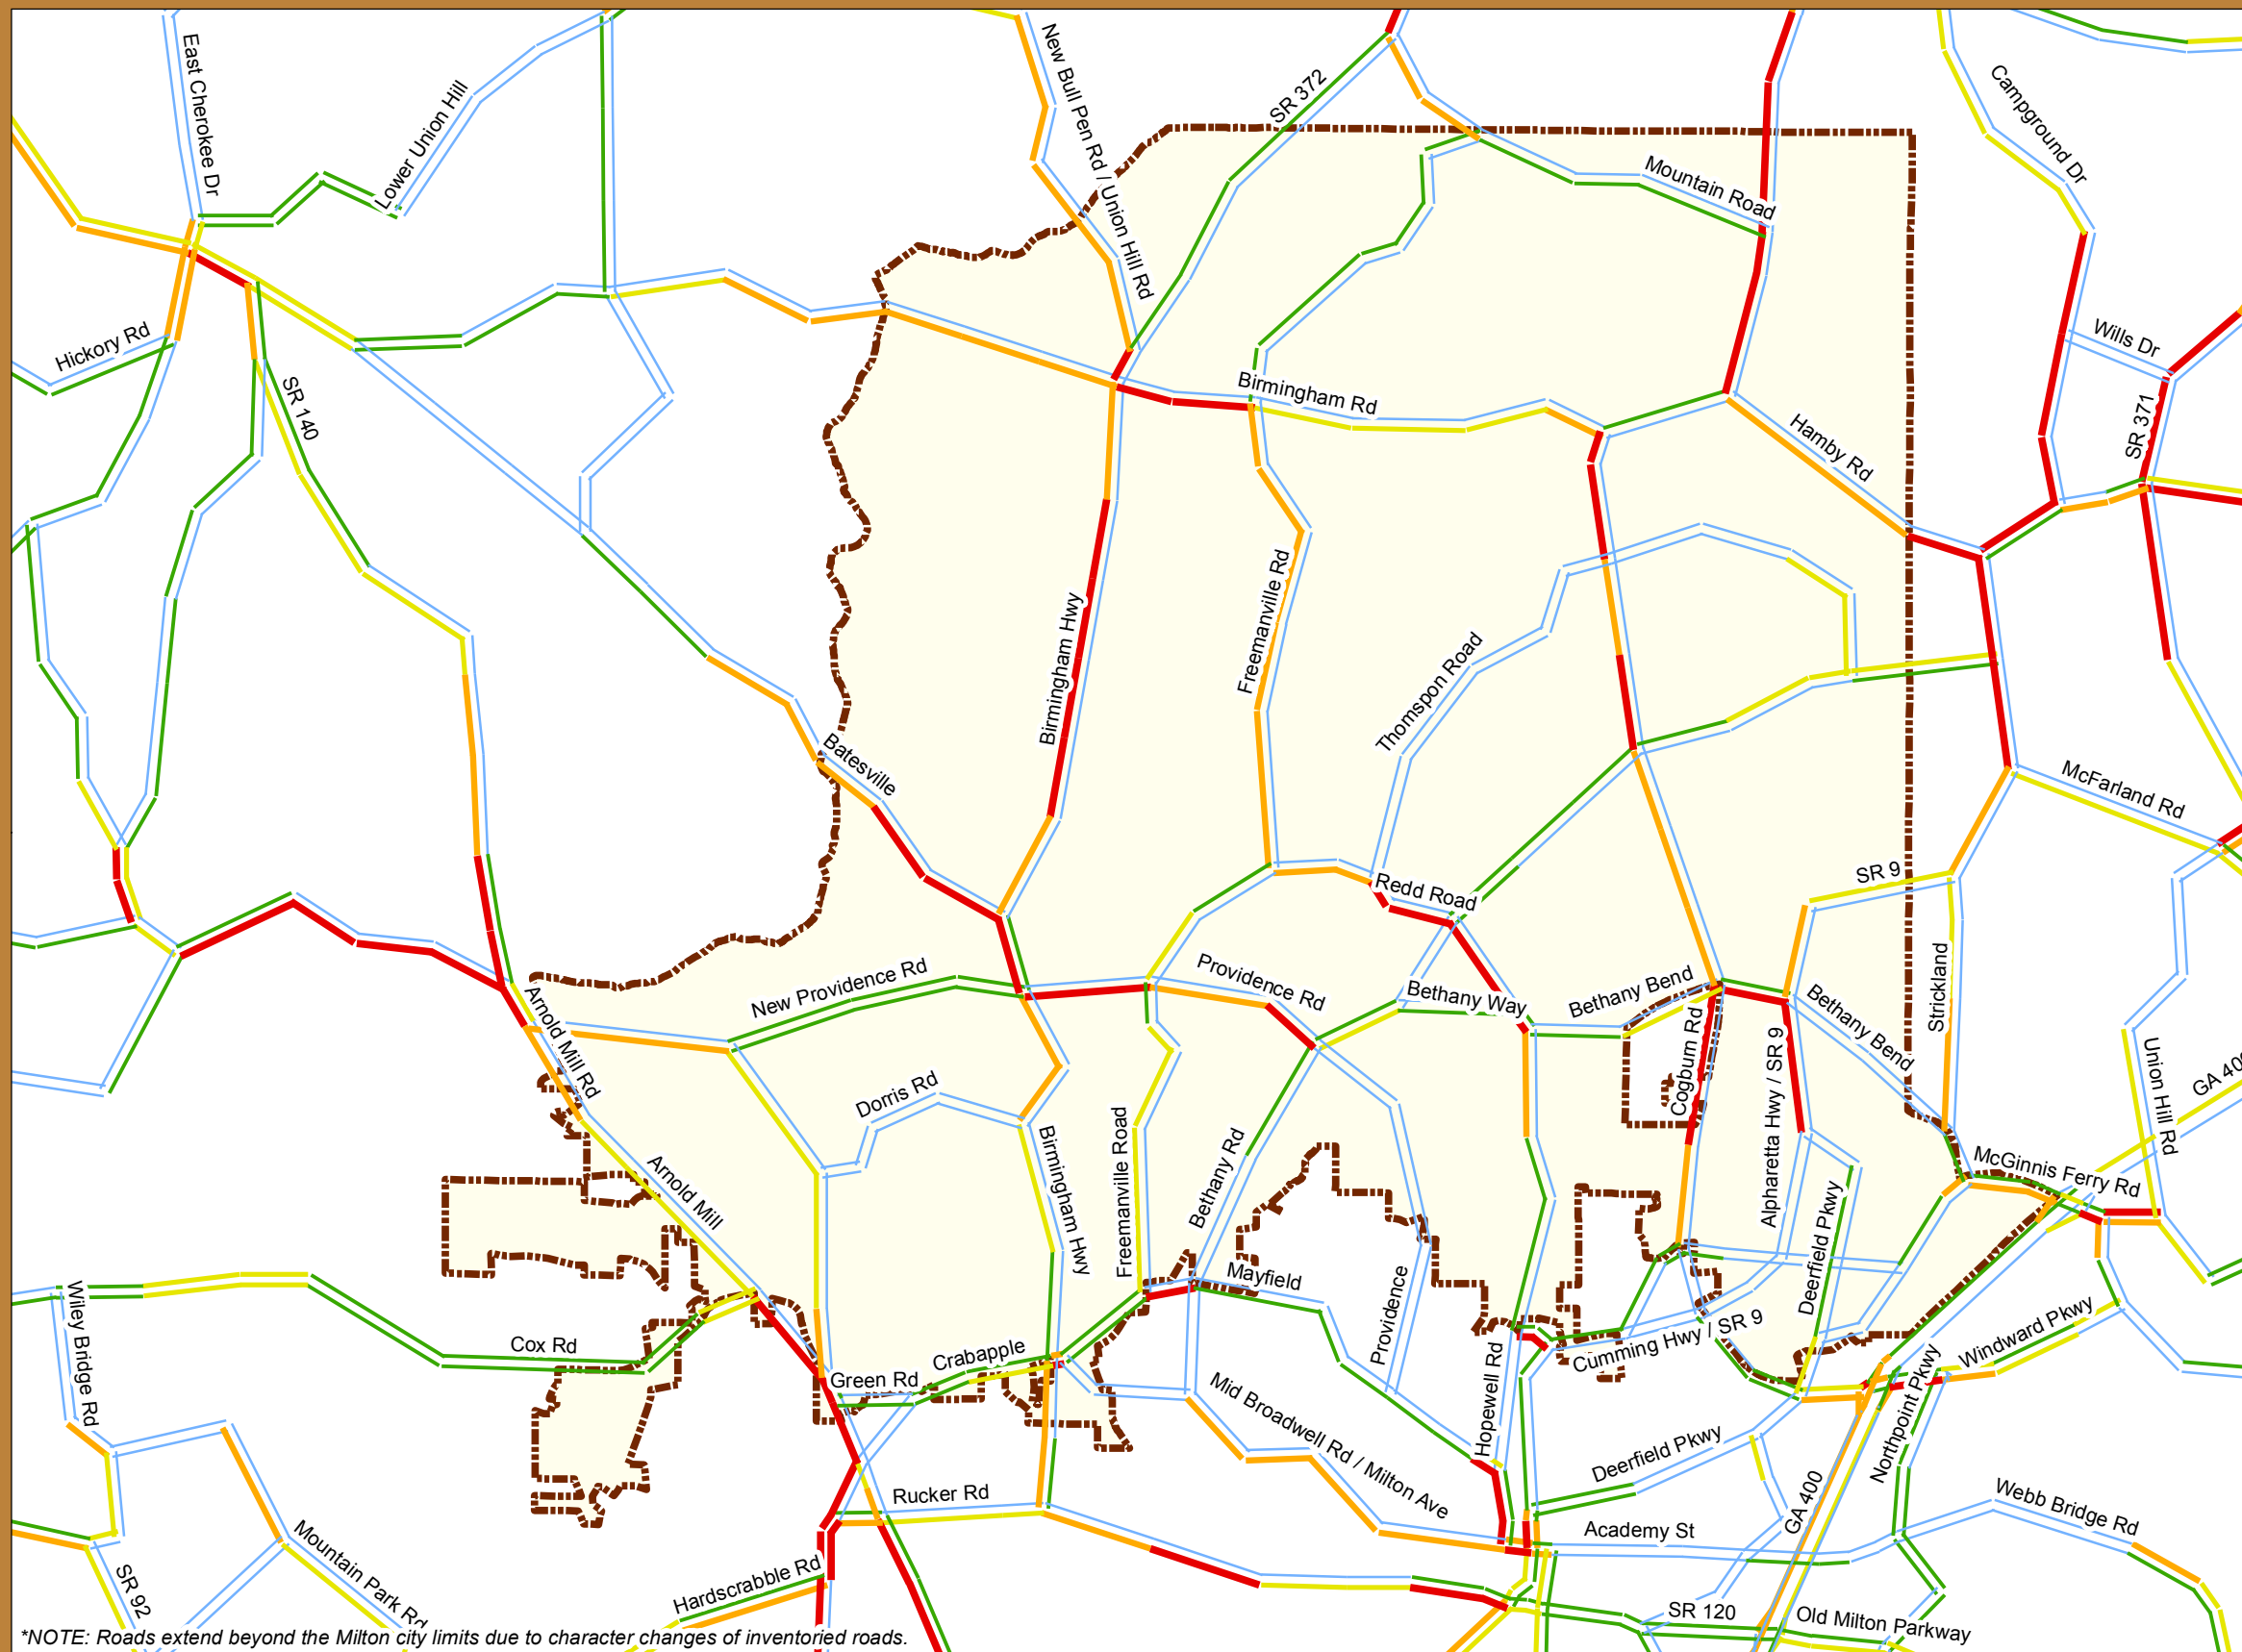 East Cherokee Dr
Lower Union Hill
New Bull Pen Rd / Union Hill Rd
SR 372
Campground Dr
Mountain Road
Hickory Rd
SR 140
Birmingham Rd
Wills Dr
SR 371
Hamby Rd
Freemanville Rd
Birmingham Hwy
Thomspon Road
Batesville
McFarland Rd
SR 9
Redd Road
Strickland
New Providence Rd
Providence Rd
Bethany Way
Bethany Bend
Bethany Bend
Cogburn Rd
Alpharetta Hwy / SR 9
Arnold Mill Rd
Union Hill Rd
GA 400
Dorris Rd
Birmingham Hwy
Freemanville Road
Bethany Rd
Arnold Mill
McGinnis Ferry Rd
Deerfield Pkwy
Mayfield
Providence
Wiley Bridge Rd
Cox Rd
Crabapple
Green Rd
Hopewell Rd
Cumming Hwy / SR 9
Windward Pkwy
Northpoint Pkwy
Mid Broadwell Rd / Milton Ave
Deerfield Pkwy
GA 400
Rucker Rd
Academy St
Webb Bridge Rd
Mountain Park Rd
SR 92
Hardscrabble Rd
SR 120
Old Milton Parkway
*NOTE: Roads extend beyond the Milton city limits due to character changes of inventoried roads.